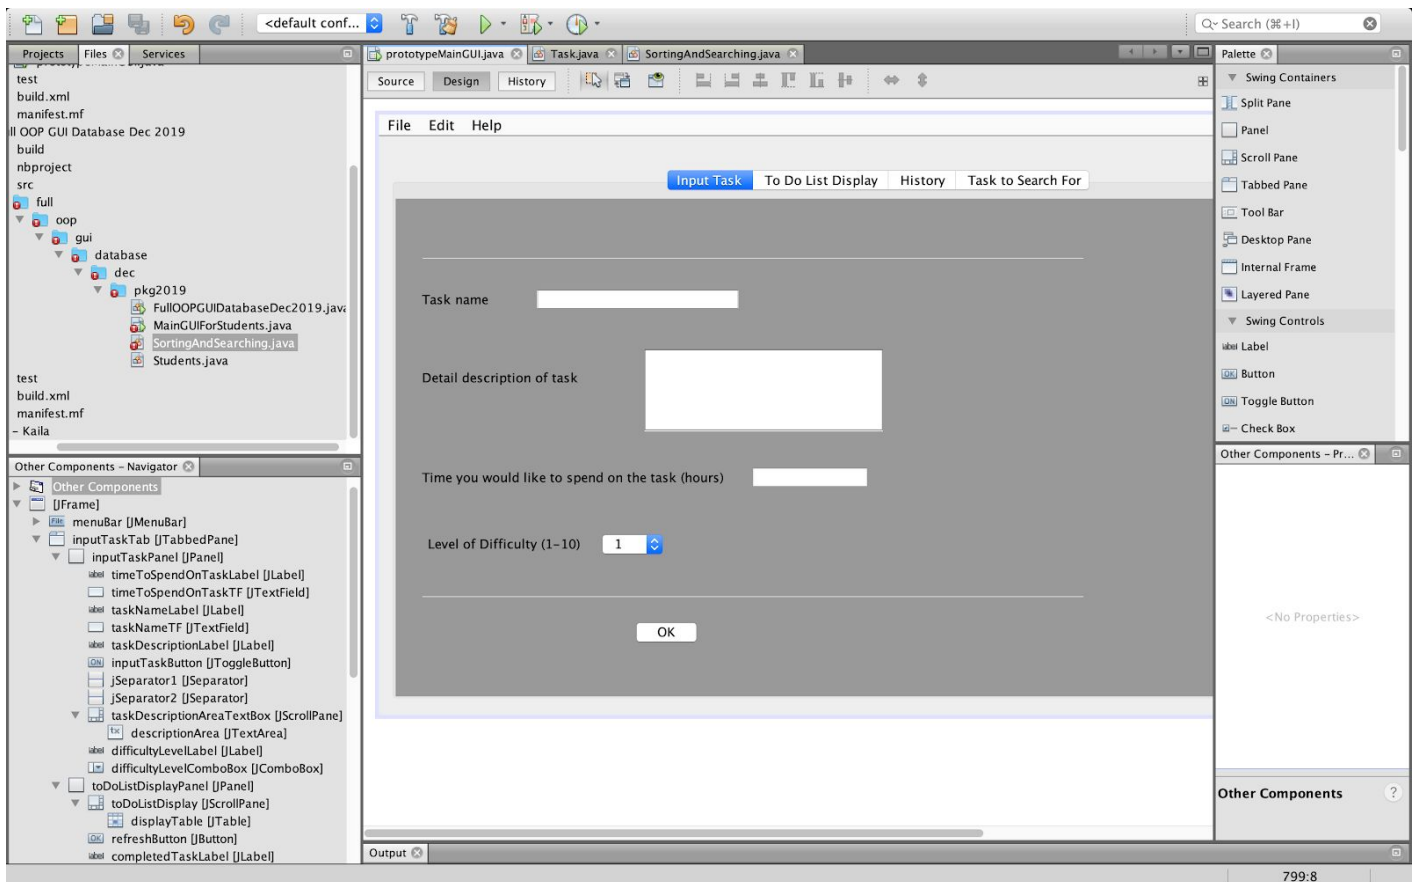 <default conf...
Search (⌘+I)
Projects Files Services
test
build.xml
manifest.mf
ll OOP GUI Database Dec 2019
build
nbproject
src
full
oop
gui
database
dec
pkg2019
FullOOPGUIDatabaseDec2019.java
MainGUIForStudents.java
SortingAndSearching.java
Students.java
test
build.xml
manifest.mf
– Kaila
Other Components – Navigator
Other Components
[JFrame]
menuBar [JMenuBar]
inputTaskTab [JTabbedPane]
inputTaskPanel [JPanel]
timeToSpendOnTaskLabel [JLabel]
timeToSpendOnTaskTF [JTextField]
taskNameLabel [JLabel]
taskNameTF [JTextField]
taskDescriptionLabel [JLabel]
inputTaskButton [JToggleButton]
jSeparator1 [JSeparator]
jSeparator2 [JSeparator]
taskDescriptionAreaTextBox [JScrollPane]
descriptionArea [JTextArea]
difficultyLevelLabel [JLabel]
difficultyLevelComboBox [JComboBox]
toDoListDisplayPanel [JPanel]
toDoListDisplay [JScrollPane]
displayTable [JTable]
refreshButton [JButton]
completedTaskLabel [JLabel]
prototypeMainGUI.java Task.java SortingAndSearching.java
Source Design History
File Edit Help
Input Task To Do List Display History Task to Search For
Task name
Detail description of task
Time you would like to spend on the task (hours)
Level of Difficulty (1-10) 1
OK
Output
Palette
Swing Containers
Split Pane
Panel
Scroll Pane
Tabbed Pane
Tool Bar
Desktop Pane
Internal Frame
Layered Pane
Swing Controls
label Label
OK Button
ON Toggle Button
Check Box
Other Components – Pr...
<No Properties>
Other Components
?
799:8